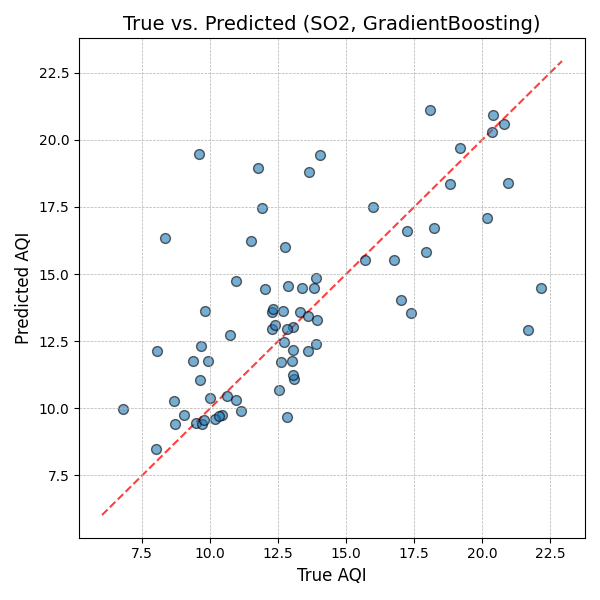 True vs. Predicted (SO2, GradientBoosting)
Predicted AQI
22.5
20.0
17.5
15.0
12.5
10.0
7.5
7.5 10.0 12.5 15.0 17.5 20.0 22.5
True AQI